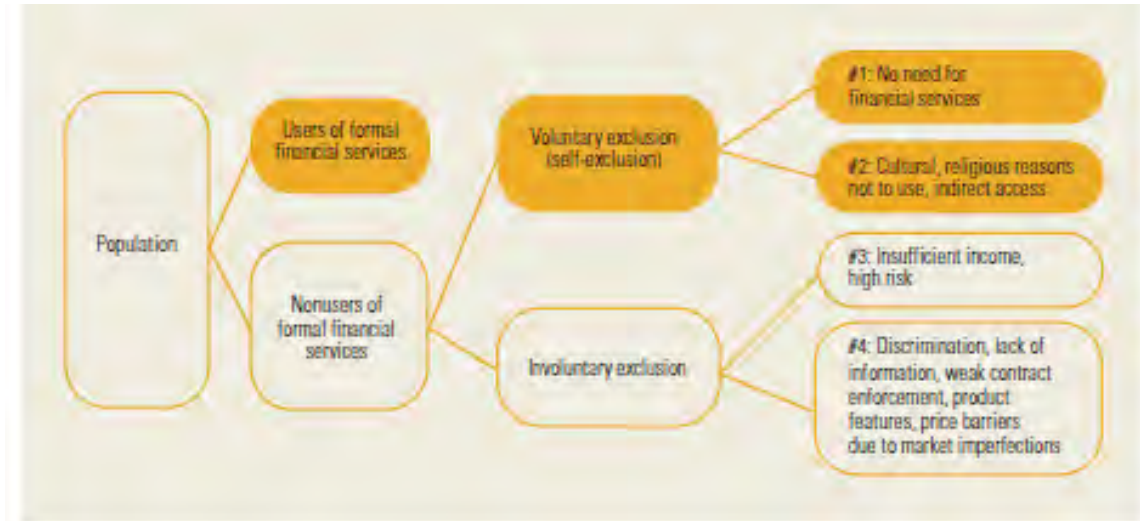 Population
Users of formal
financial services
Nonusers of
formal financial
services
Voluntary exclusion
(self-exclusion)
Involuntary exclusion
#1: No need for
financial services
#2: Cultural, religious reasons
not to use, indirect access
#3: Insufficient income,
high risk
#4: Discrimination, lack of
information, weak contract
enforcement, product
features, price barriers
due to market imperfections